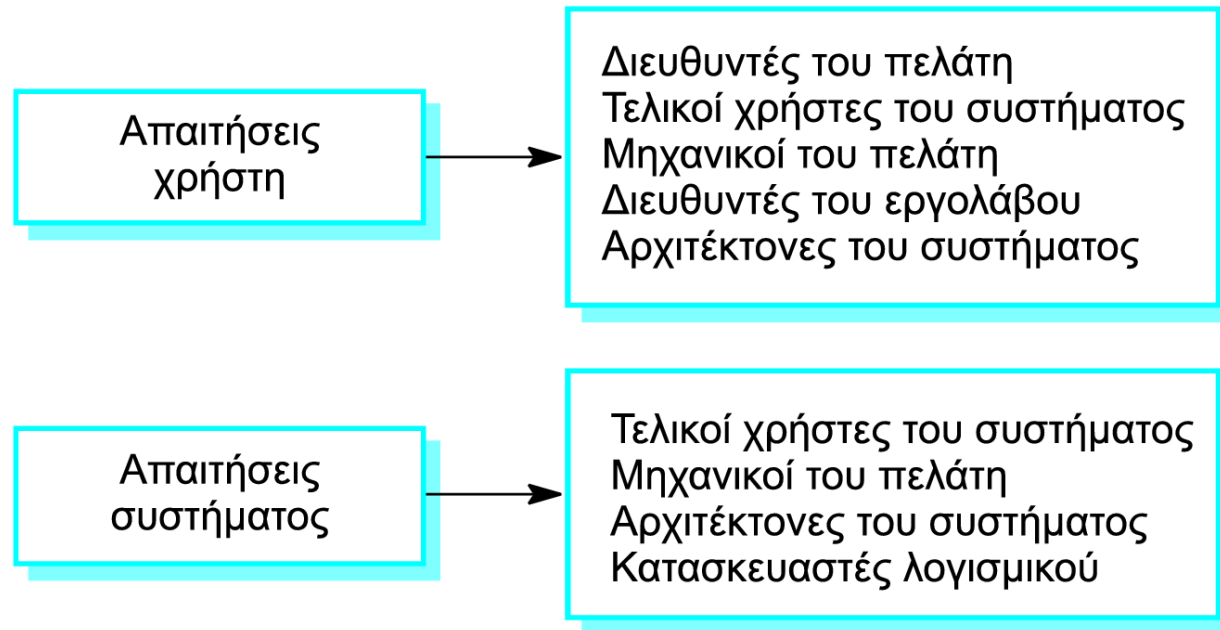 Απαιτήσεις
χρήστη
Διευθυντές του πελάτη
Τελικοί χρήστες του συστήματος
Μηχανικοί του πελάτη
Διευθυντές του εργολάβου
Αρχιτέκτονες του συστήματος
Απαιτήσεις
συστήματος
Τελικοί χρήστες του συστήματος
Μηχανικοί του πελάτη
Αρχιτέκτονες του συστήματος
Κατασκευαστές λογισμικού